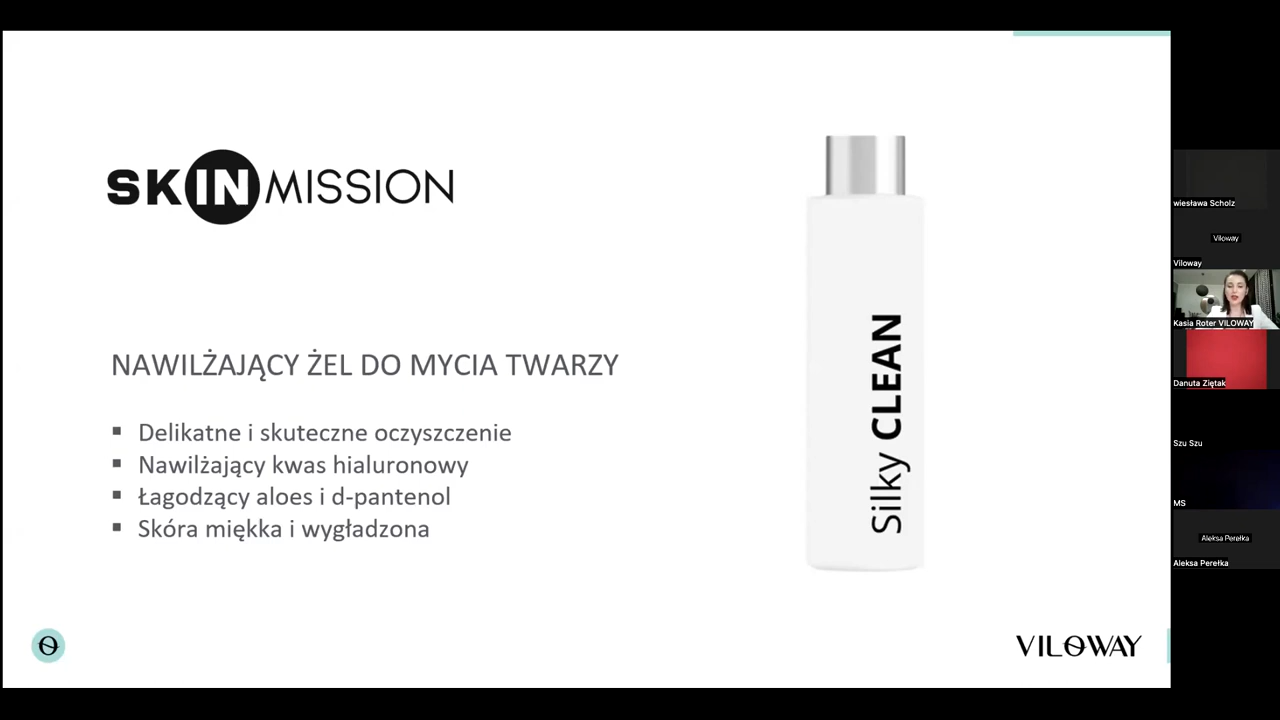 SKINMISSION
NAWILŻAJĄCY ŻEL DO MYCIA TWARZY
▪ Delikatne i skuteczne oczyszczenie
▪ Nawilżający kwas hialuronowy
▪ Łagodzący aloes i d-pantenol
▪ Skóra miękka i wygładzona
Silky CLEAN
VILOWAY
wiesława Scholz
Viloway
Viloway
Kasia Roter VILOWAY
Danuta Ziętak
Szu Szu
MS
Aleksa Perełka
Aleksa Perełka